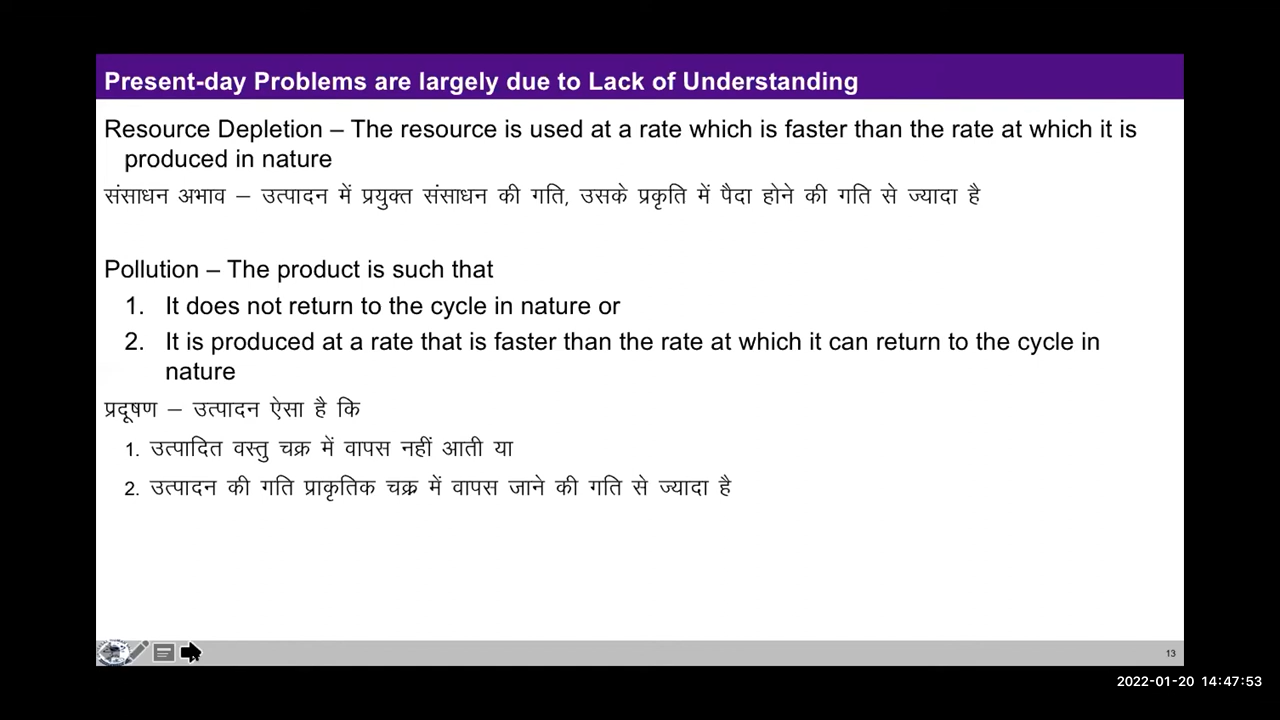 Present-day Problems are largely due to Lack of Understanding
Resource Depletion – The resource is used at a rate which is faster than the rate at which it is
produced in nature
संसाधन अभाव – उत्पादन में प्रयुक्त संसाधन की गति, उसके प्रकृति में पैदा होने की गति से ज्यादा है
Pollution – The product is such that
1. It does not return to the cycle in nature or
2. It is produced at a rate that is faster than the rate at which it can return to the cycle in
nature
प्रदूषण – उत्पादन ऐसा है कि
1. उत्पादित वस्तु चक्र में वापस नहीं आती या
2. उत्पादन की गति प्राकृतिक चक्र में वापस जाने की गति से ज्यादा है
13
2022-01-20 14:47:53